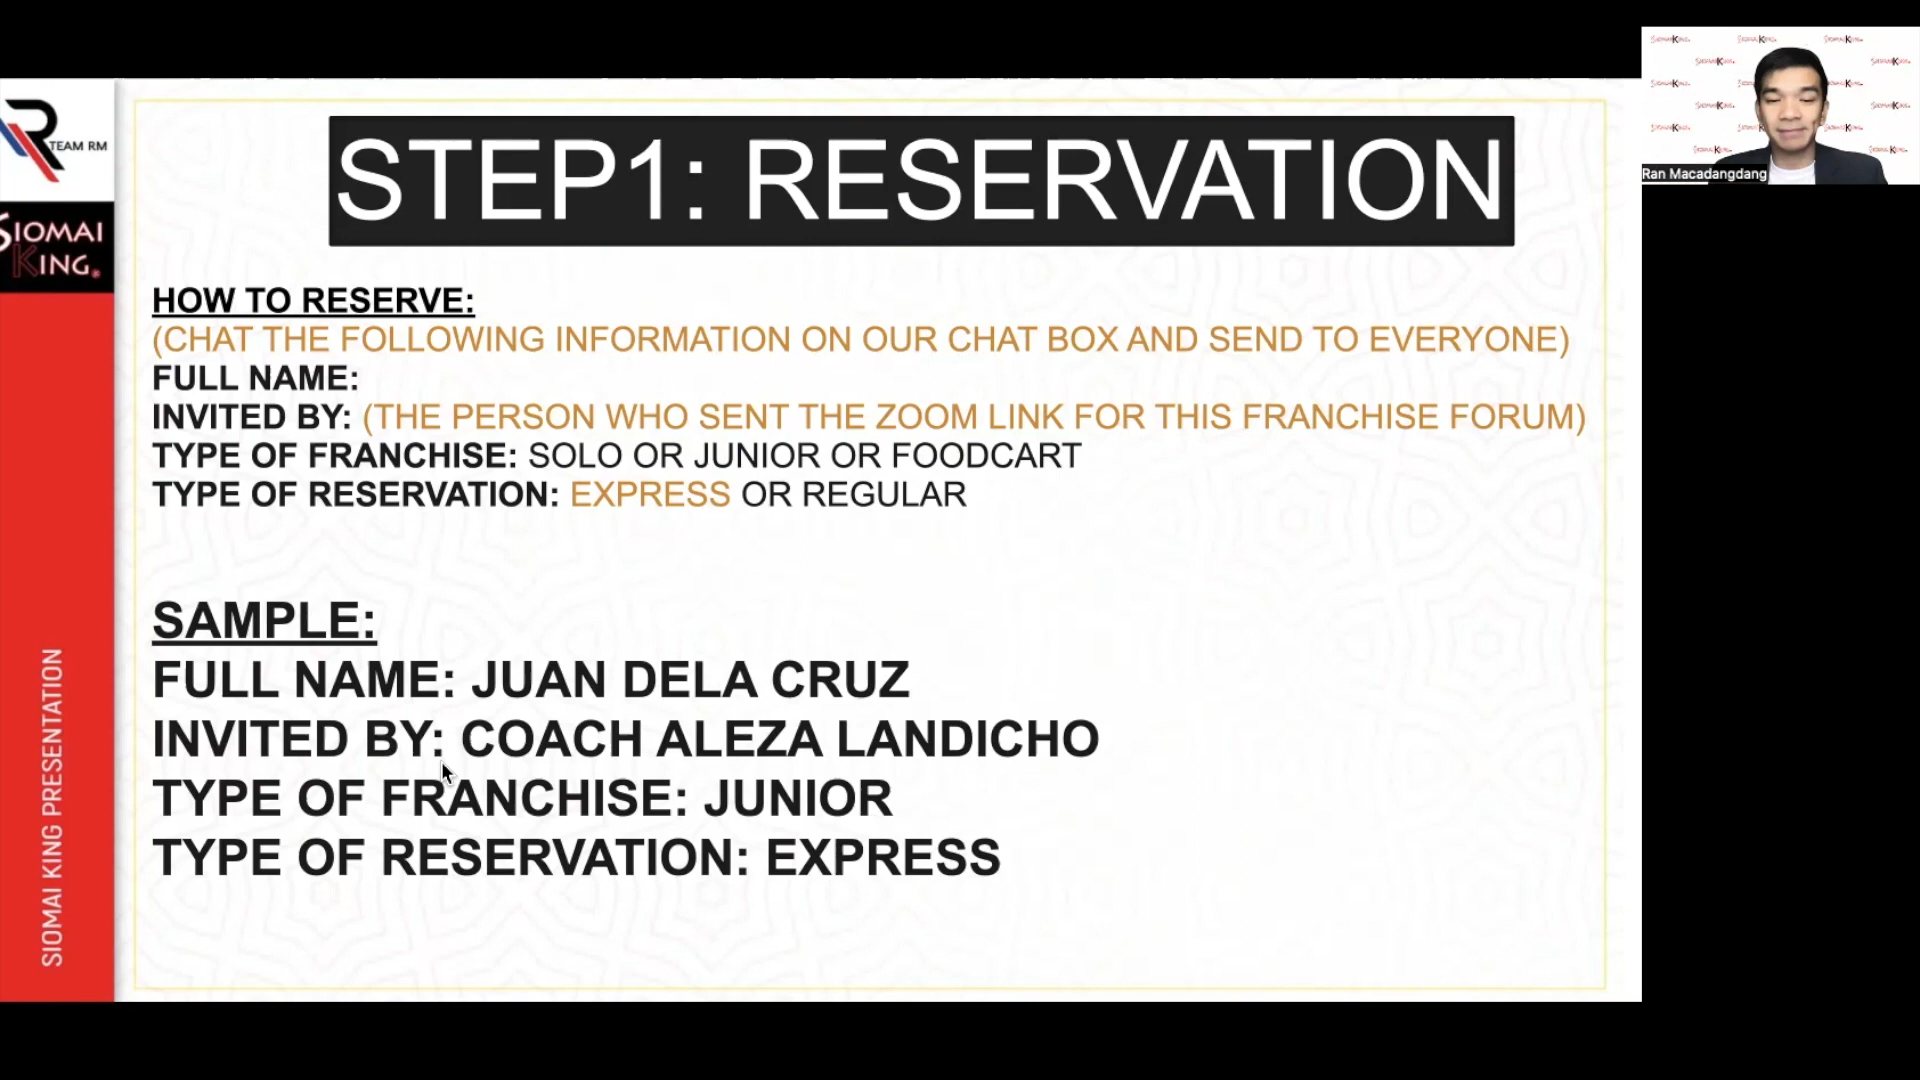 TEAM RM
SIOMAI
KING.
SIOMAI KING PRESENTATION
STEP1: RESERVATION
HOW TO RESERVE:
(CHAT THE FOLLOWING INFORMATION ON OUR CHAT BOX AND SEND TO EVERYONE)
FULL NAME:
INVITED BY: (THE PERSON WHO SENT THE ZOOM LINK FOR THIS FRANCHISE FORUM)
TYPE OF FRANCHISE: SOLO OR JUNIOR OR FOODCART
TYPE OF RESERVATION: EXPRESS OR REGULAR
SAMPLE:
FULL NAME: JUAN DELA CRUZ
INVITED BY: COACH ALEZA LANDICHO
TYPE OF FRANCHISE: JUNIOR
TYPE OF RESERVATION: EXPRESS
Ran Macadangdang